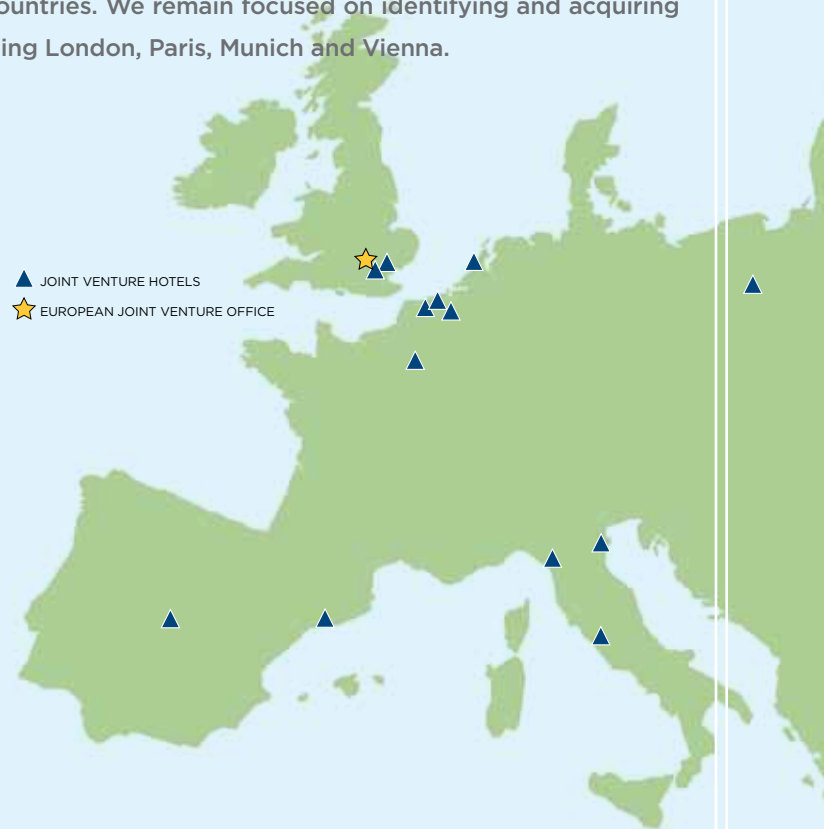 ountries. We remain focused on identifying and acquiring
ing London, Paris, Munich and Vienna.
JOINT VENTURE HOTELS
EUROPEAN JOINT VENTURE OFFICE